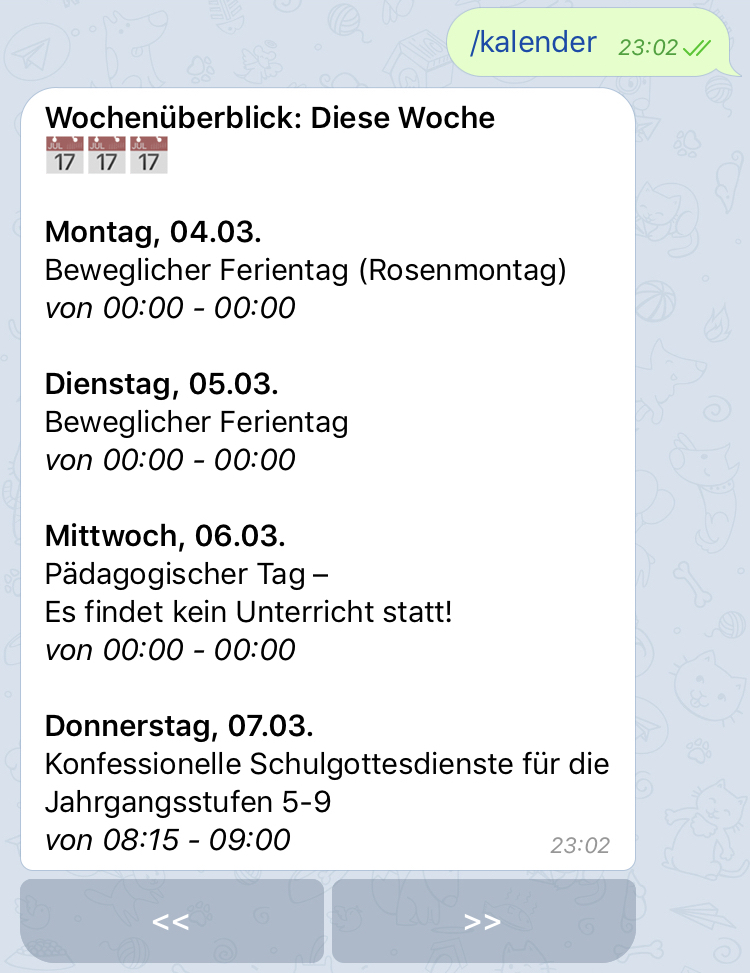 /kalender 23:02
Wochenüberblick: Diese Woche
JUL 17 JUL 17 JUL 17
Montag, 04.03.
Beweglicher Ferientag (Rosenmontag)
von 00:00 - 00:00
Dienstag, 05.03.
Beweglicher Ferientag
von 00:00 - 00:00
Mittwoch, 06.03.
Pädagogischer Tag –
Es findet kein Unterricht statt!
von 00:00 - 00:00
Donnerstag, 07.03.
Konfessionelle Schulgottesdienste für die
Jahrgangsstufen 5-9
von 08:15 - 09:00 23:02
<< >>